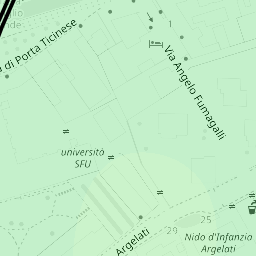 1
di Porta Ticinese
Via Angelo Fumagalli
università
SFU
25
29
Argelati
Nido d'Infanzia
Argelati